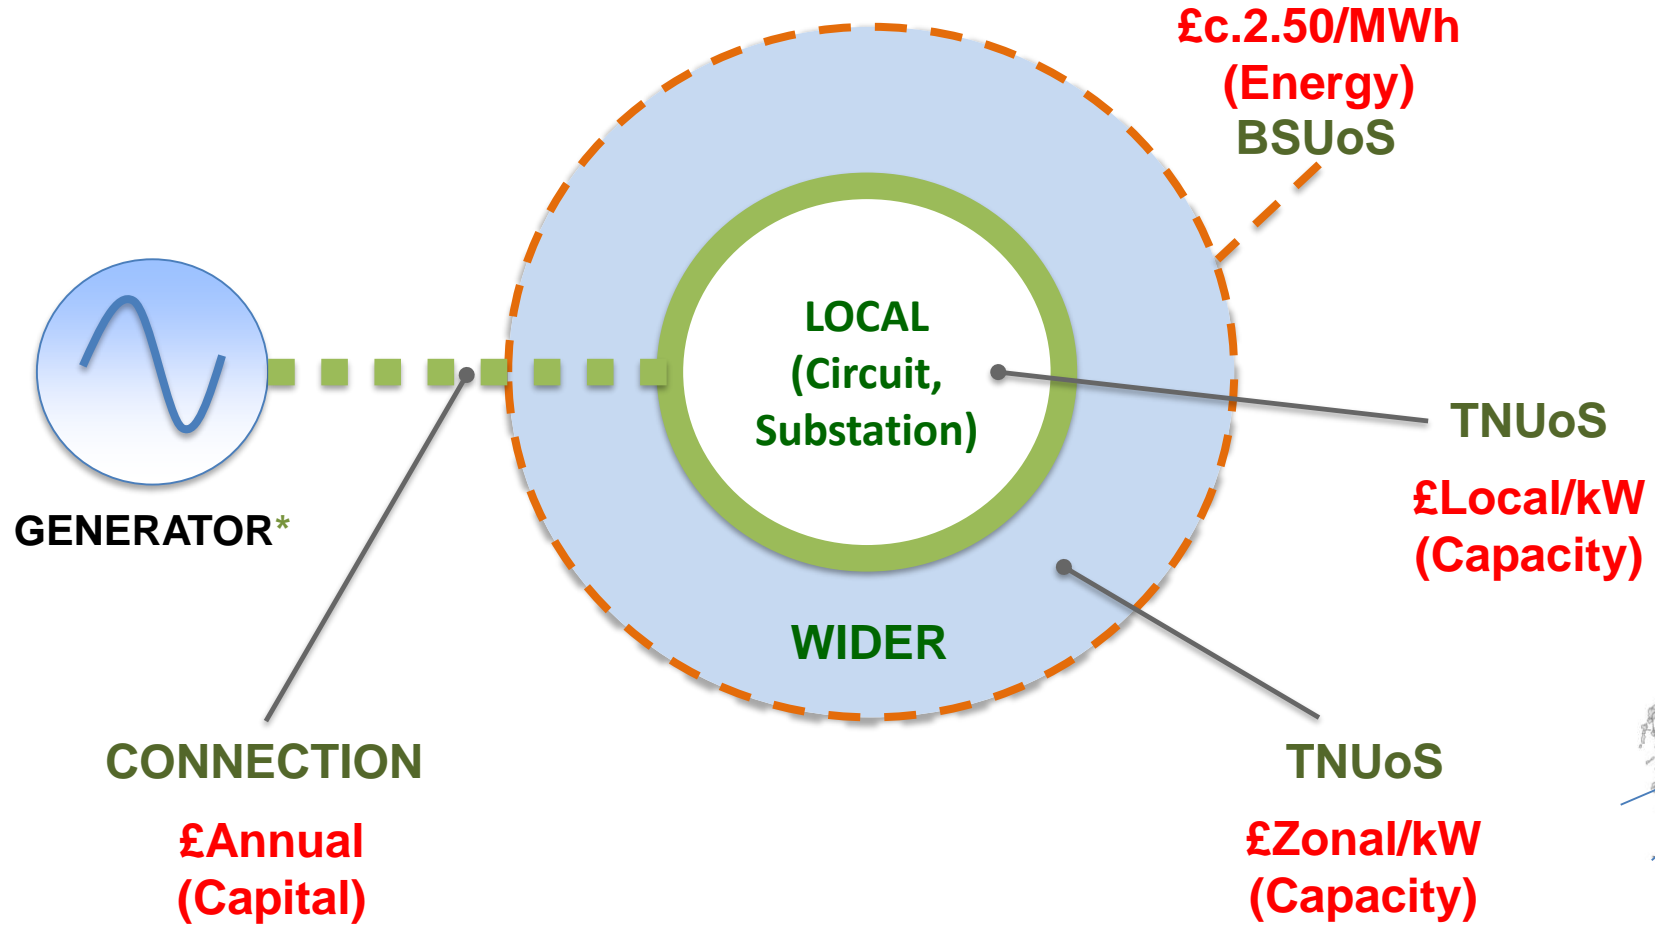 £c.2.50/MWh
(Energy)
BSUoS
LOCAL
(Circuit,
Substation)
TNUoS
£Local/kW
(Capacity)
GENERATOR*
WIDER
CONNECTION
£Annual
(Capital)
TNUoS
£Zonal/kW
(Capacity)